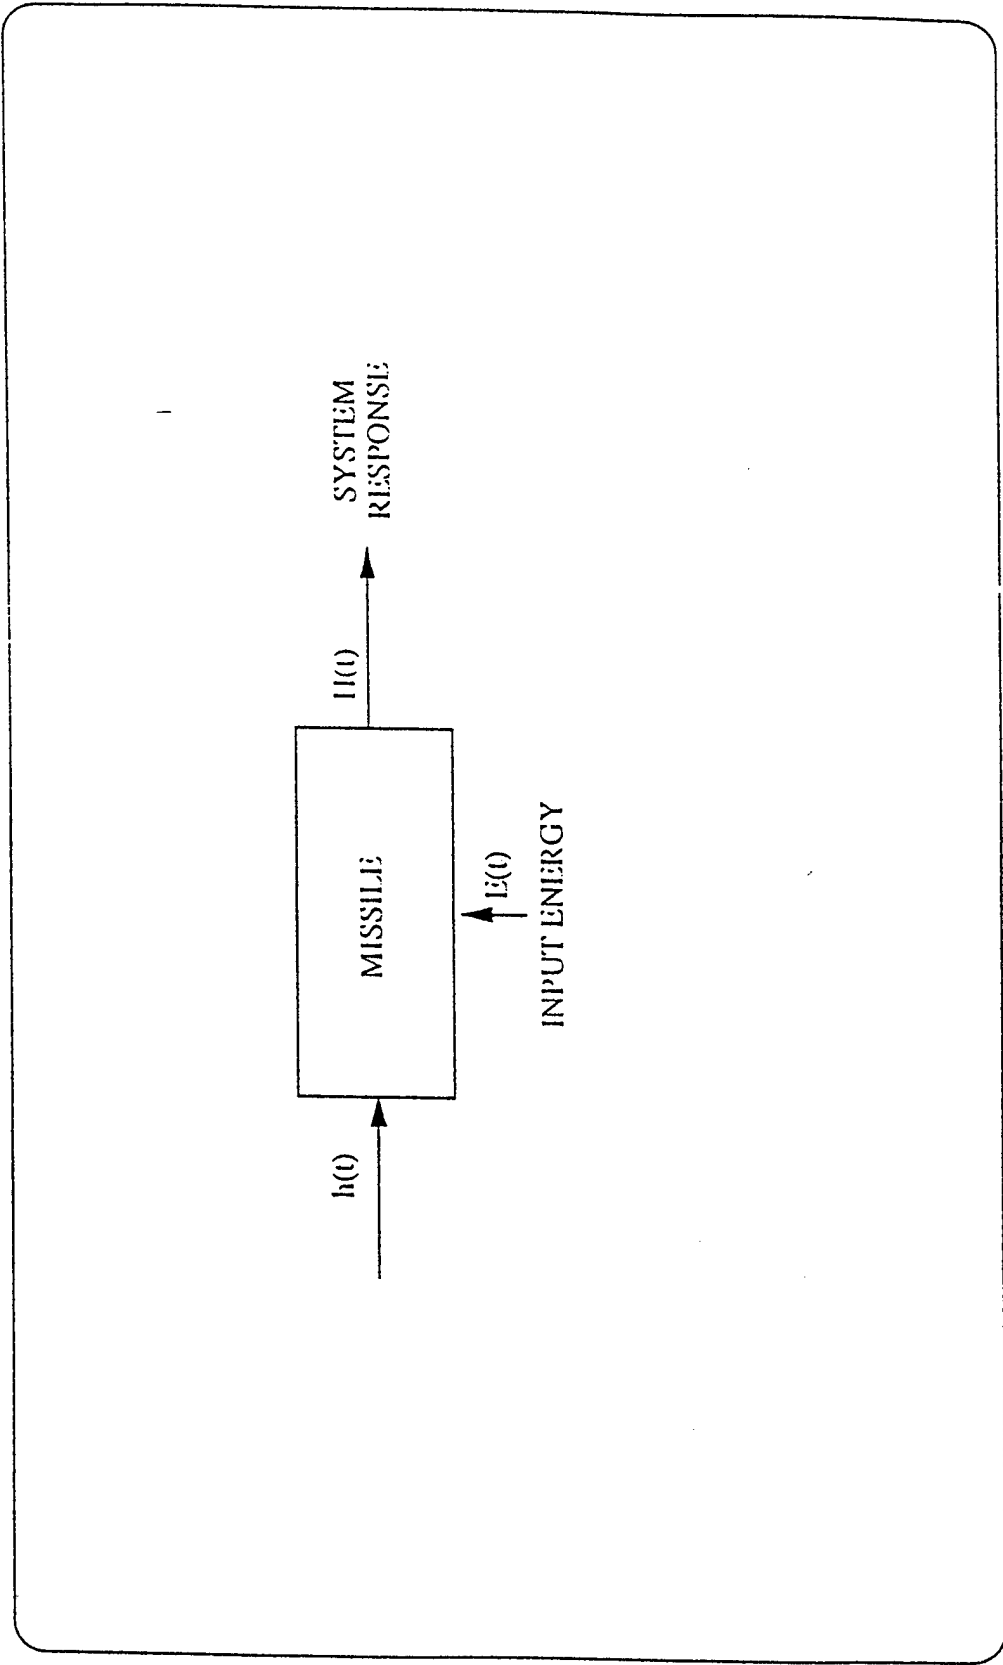 h(t)
MISSILE
H(t)
SYSTEM
RESPONSE
E(t)
INPUT ENERGY